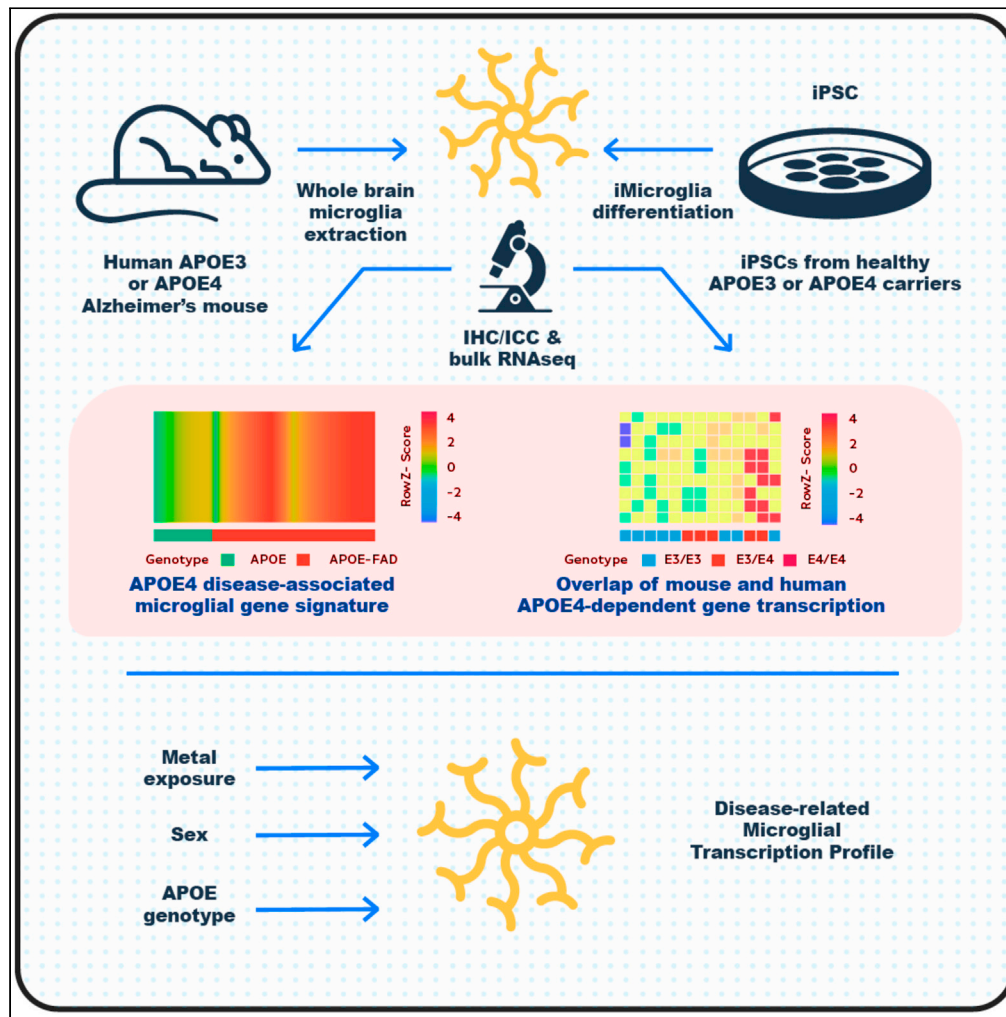 iPSC
Whole brain
microglia
extraction
iMicroglia
differentiation
Human APOE3
or APOE4
Alzheimer's mouse
iPSCs from healthy
APOE3 or APOE4 carriers
IHC/ICC &
bulk RNAseq
RowZ- Score
4
2
0
-2
-4
Genotype APOE APOE-FAD
APOE4 disease-associated
microglial gene signature
RowZ- Score
4
2
0
-2
-4
Genotype E3/E3 E3/E4 E4/E4
Overlap of mouse and human
APOE4-dependent gene transcription
Metal
exposure
Sex
APOE
genotype
Disease-related
Microglial
Transcription Profile